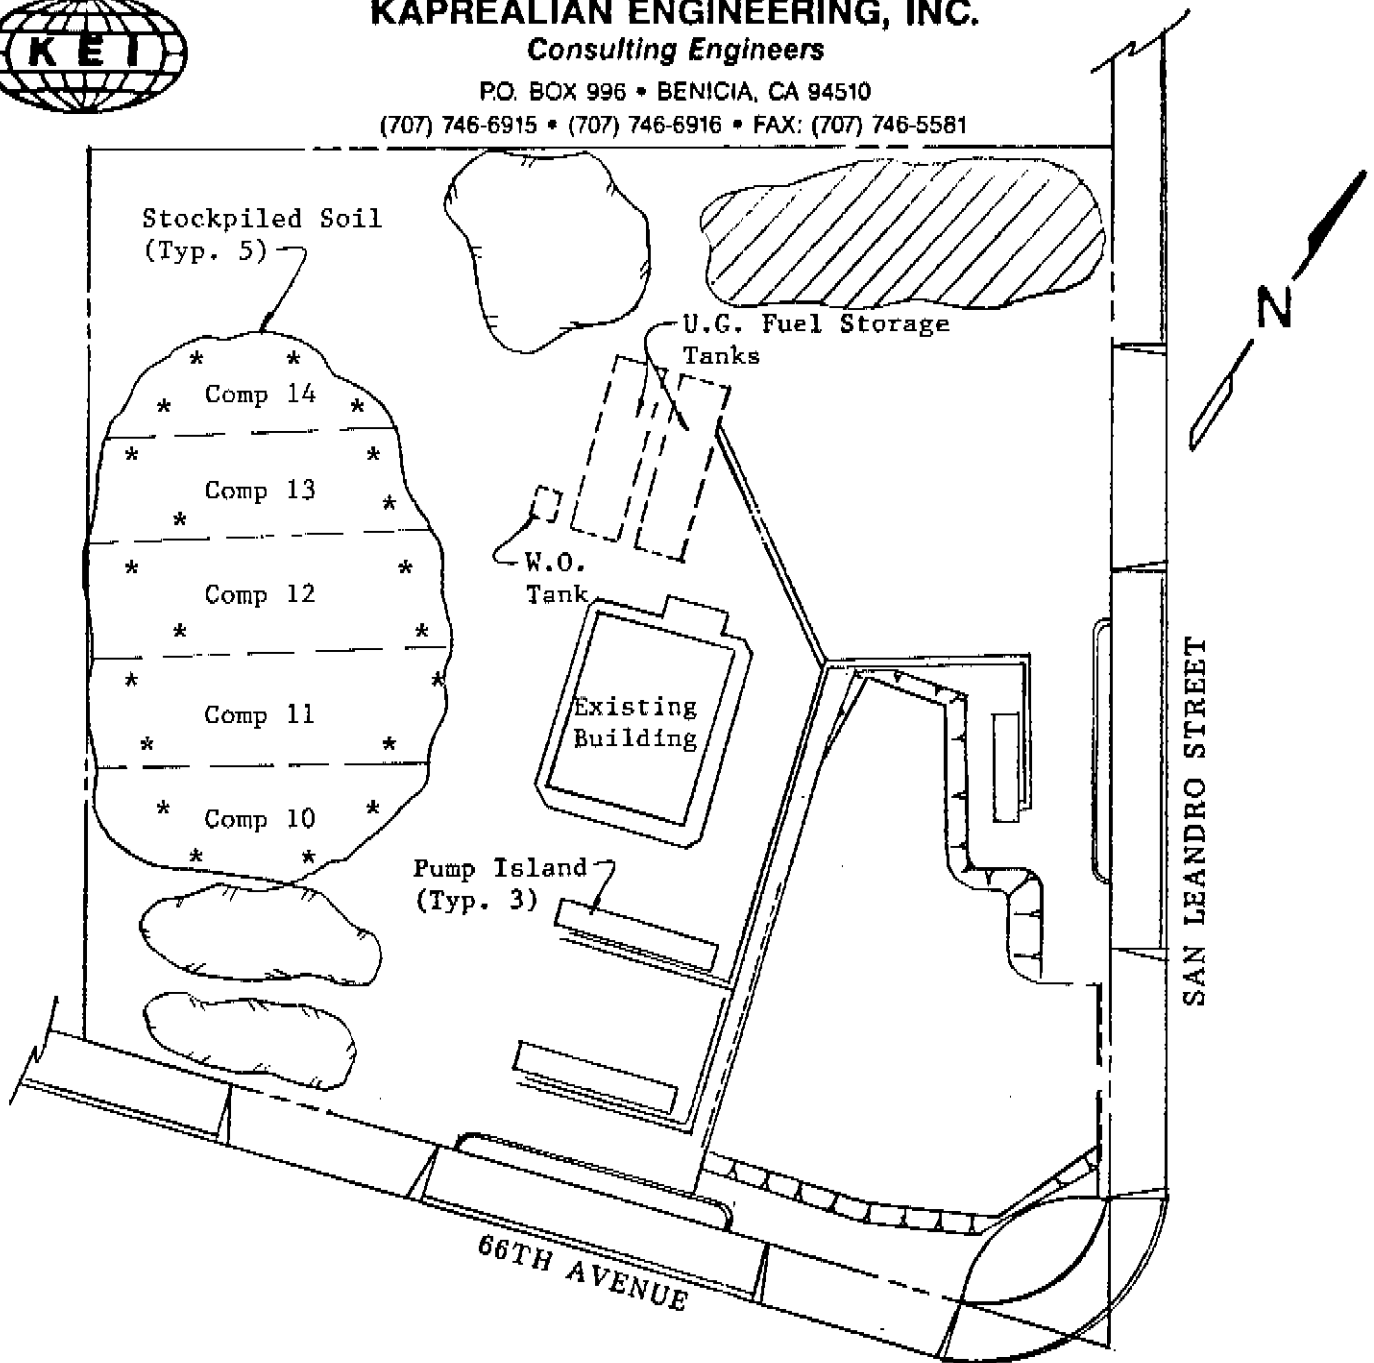 KAPREALIAN ENGINEERING, INC.
KEI
Consulting Engineers
P.O. BOX 996 • BENICIA, CA 94510
(707) 746-6915 • (707) 746-6916 • FAX: (707) 746-5581
Stockpiled Soil
(Typ. 5)
N
U.G. Fuel Storage
Tanks
Comp 14
Comp 13
W.O.
Tank
Comp 12
Existing
Building
Comp 11
Comp 10
Pump Island
(Typ. 3)
SAN LEANDRO STREET
66TH AVENUE